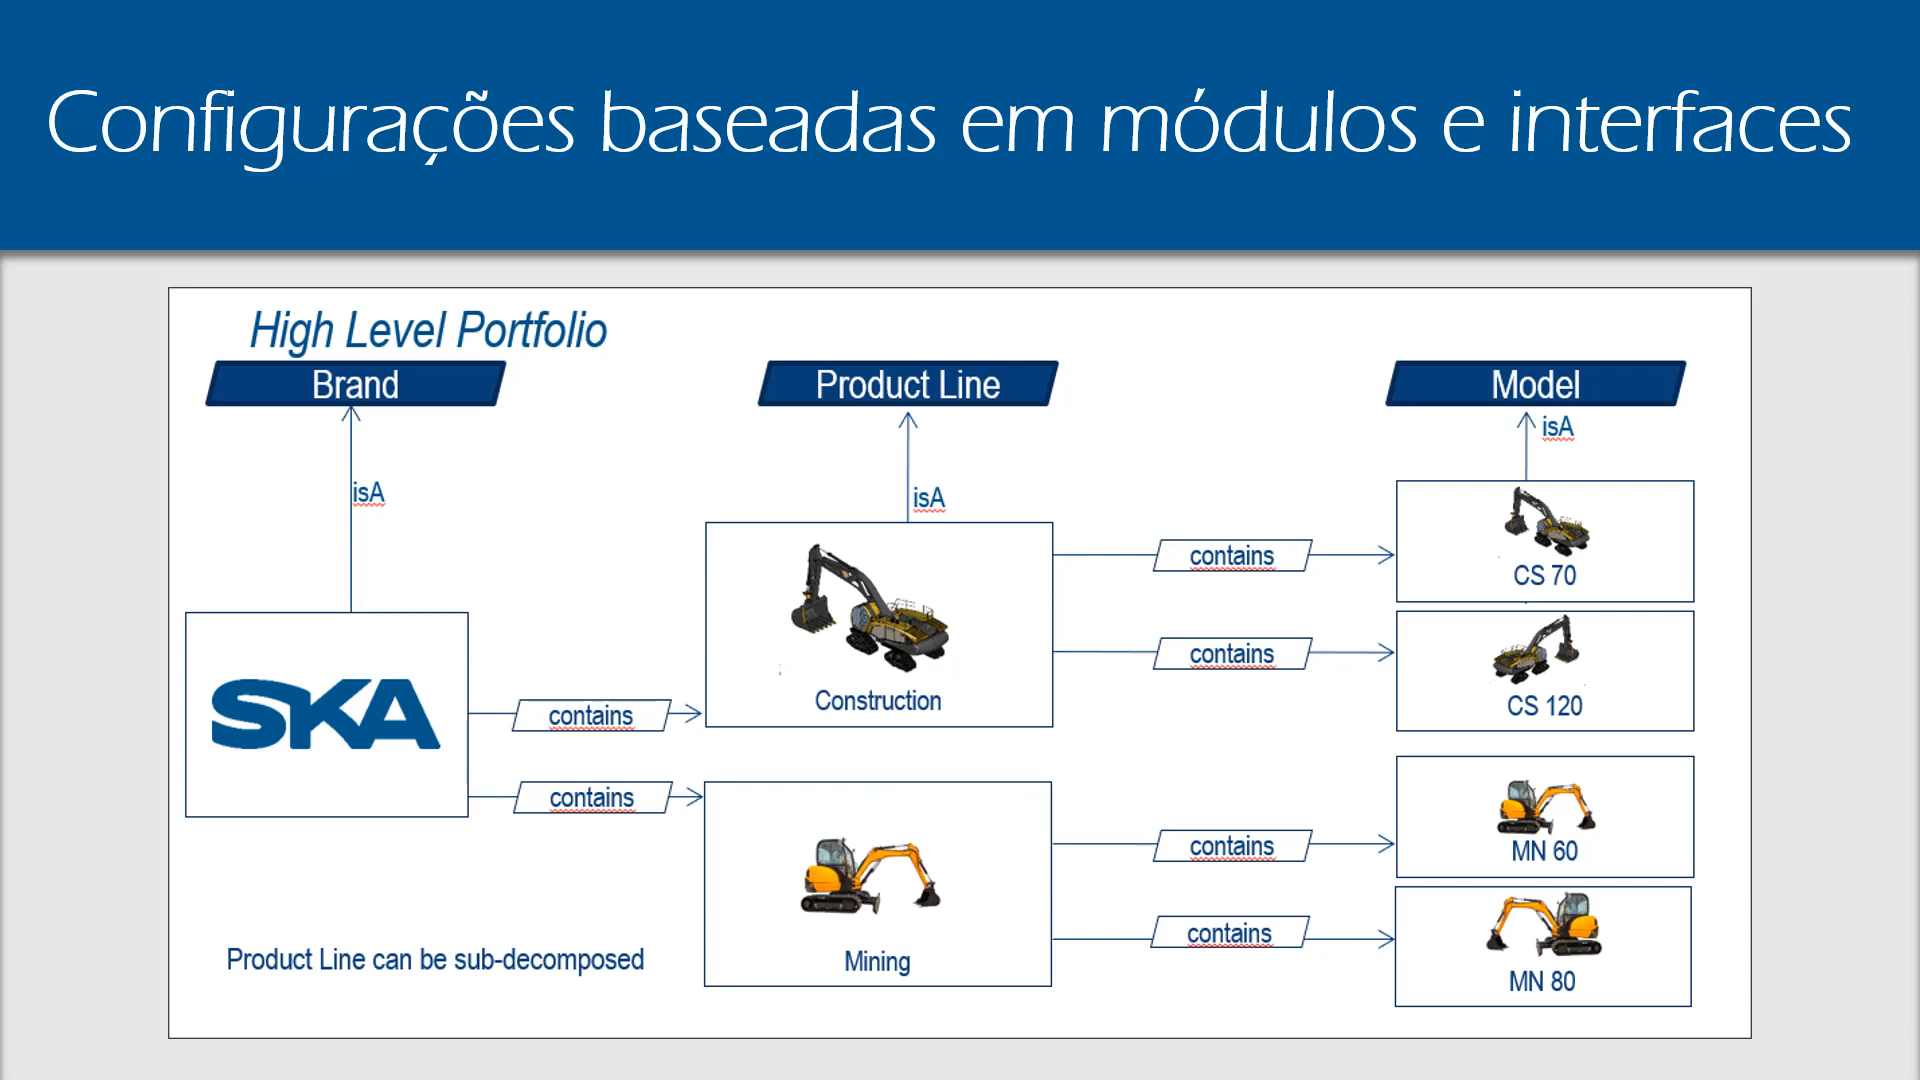 Configurações baseadas em módulos e interfaces
High Level Portfolio
Brand
Product Line
Model
isA
isA
isA
contains
CS 70
contains
CS 120
SKA
contains
Construction
contains
contains
MN 60
contains
MN 80
Mining
Product Line can be sub-decomposed